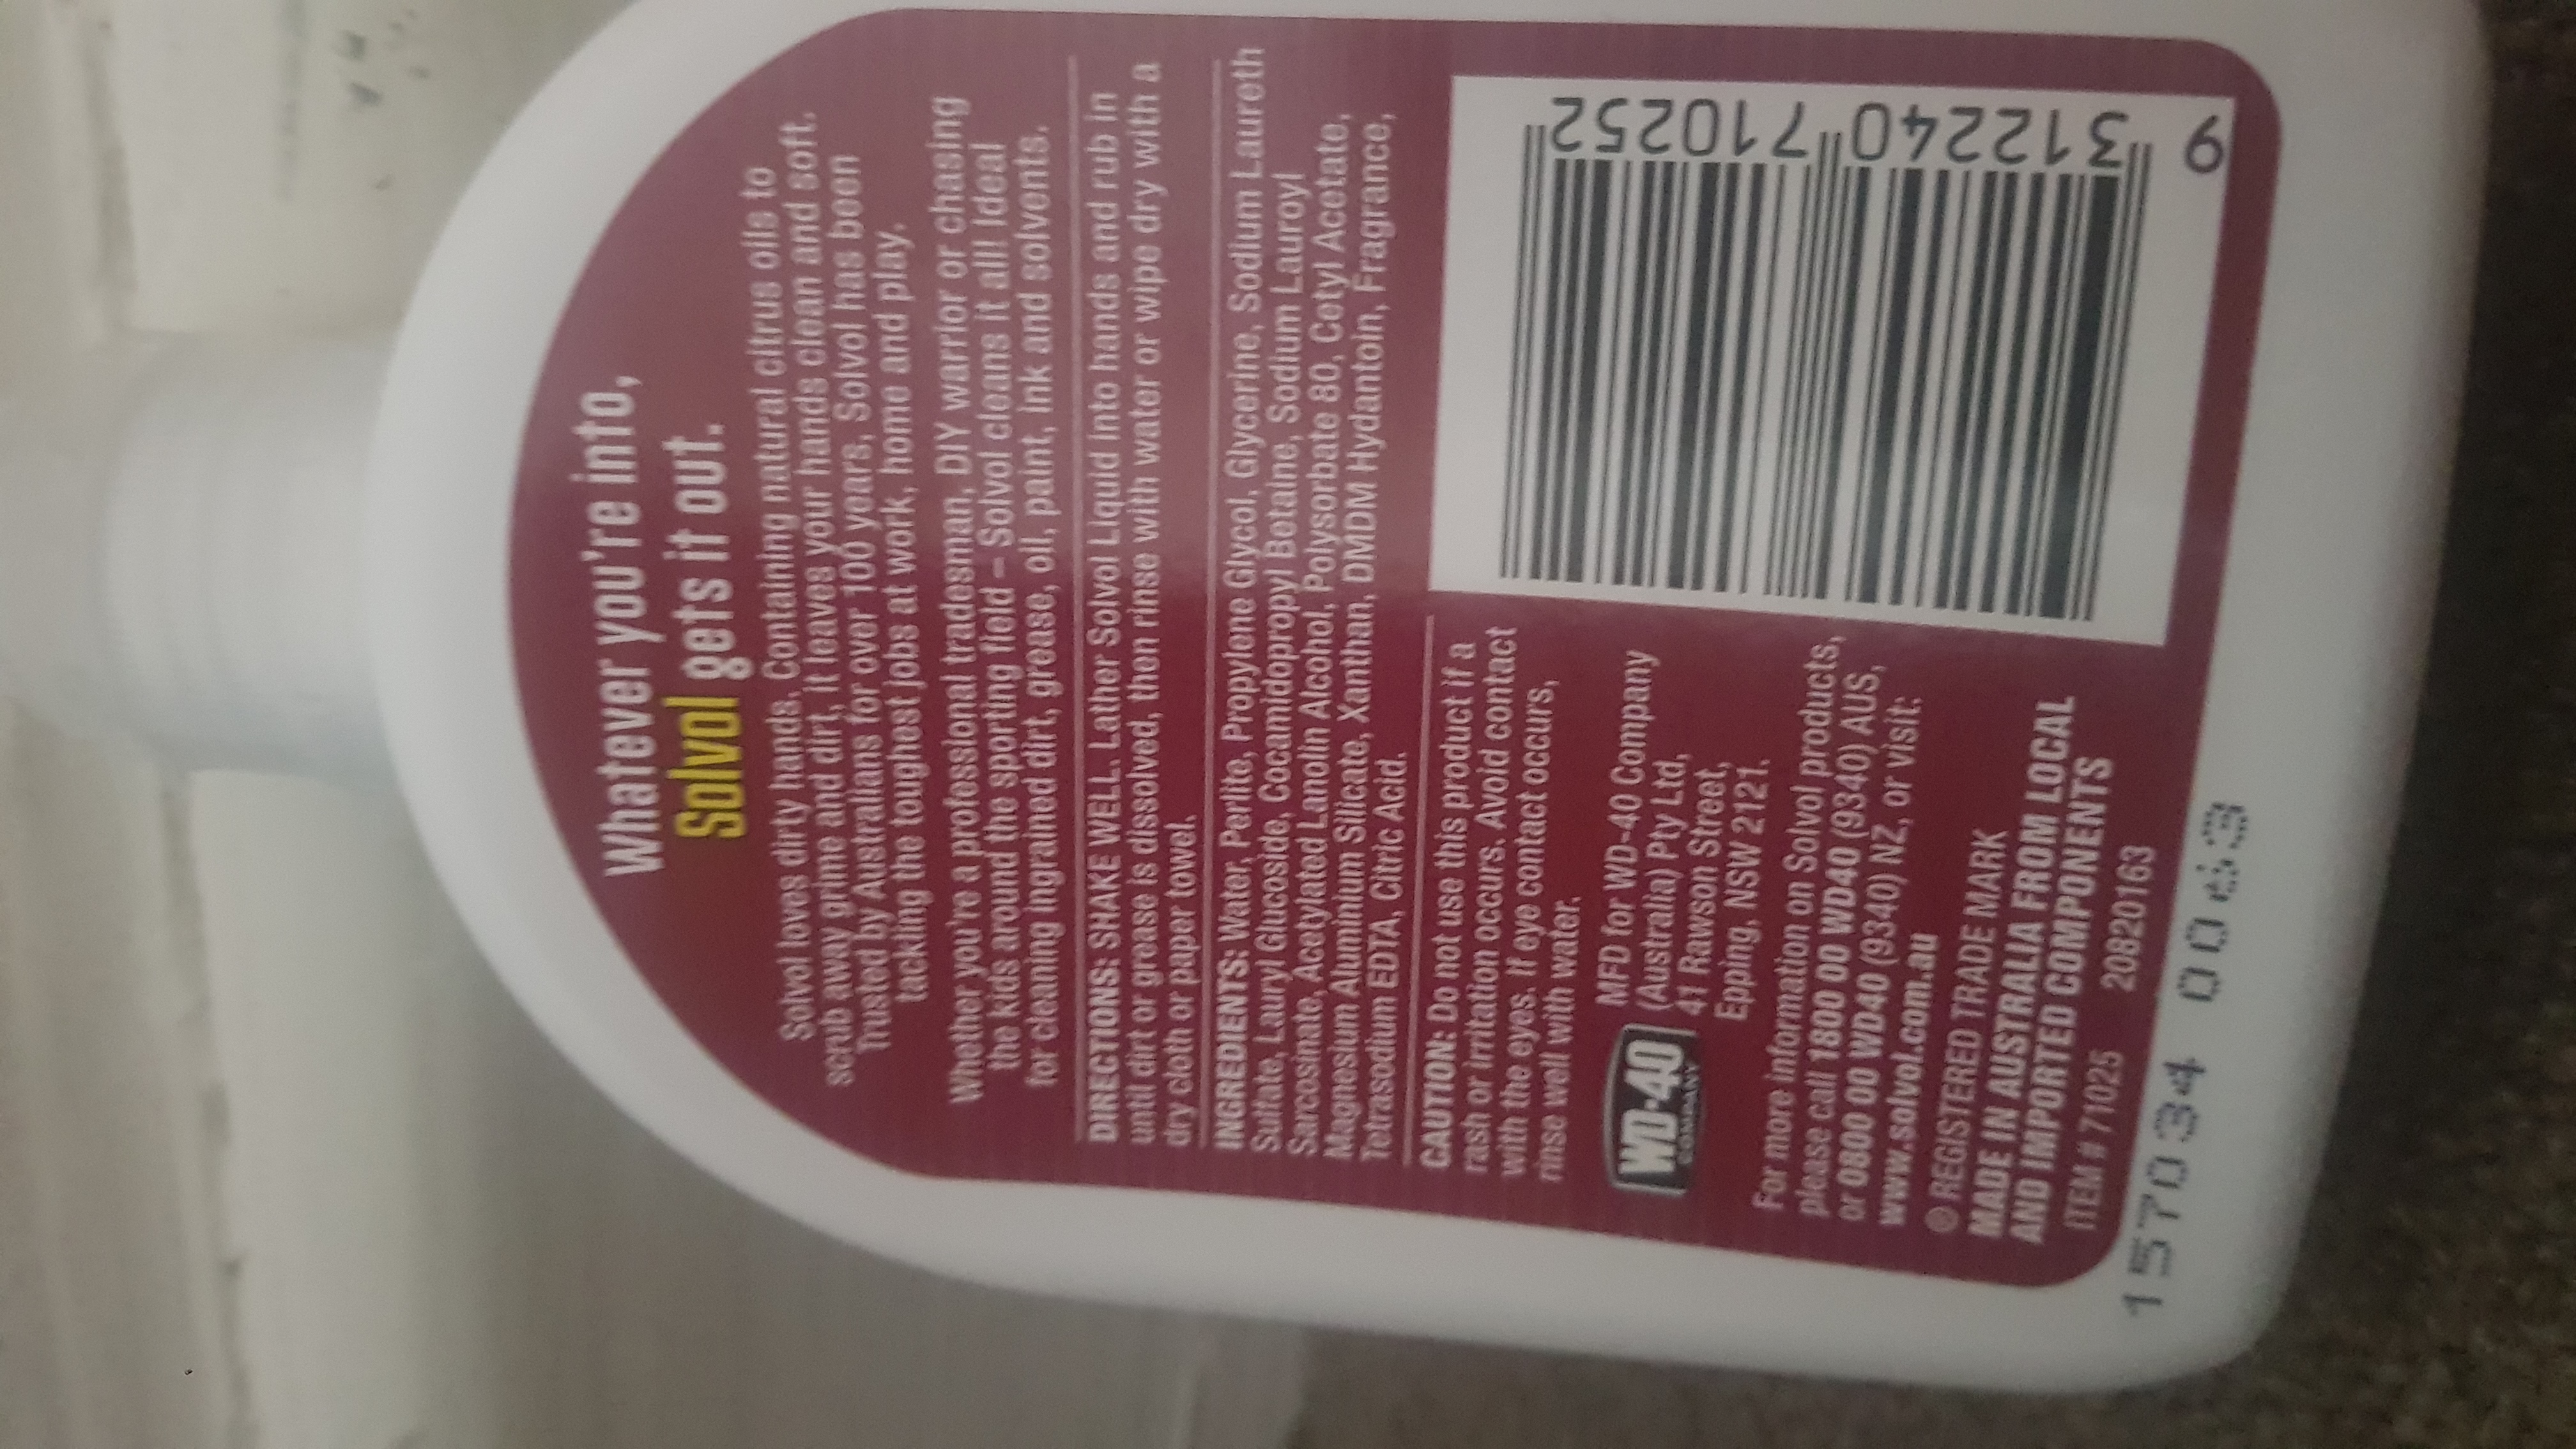 Whatever you're into,
Solvol gets it out.
Solvol loves dirty hands. Containing natural citrus oils to
scrub away grime and dirt, it leaves your hands clean and soft.
Trusted by Australians for over 100 years, Solvol has been
tackling the toughest jobs at work, home and play.
Whether you're a professional tradesman, DIY warrior or chasing
the kids around the sporting field – Solvol cleans it all! Ideal
for cleaning ingrained dirt, grease, oil, paint, ink and solvents.
DIRECTIONS: SHAKE WELL. Lather Solvol Liquid into hands and rub in
until dirt or grease is dissolved, then rinse with water or wipe dry with a
dry cloth or paper towel.
INGREDIENTS: Water, Perlite, Propylene Glycol, Glycerine, Sodium Laureth
Sulfate, Lauryl Glucoside, Cocamidopropyl Betaine, Sodium Lauroyl
Sarcosinate, Acetylated Lanolin Alcohol, Polysorbate 80, Cetyl Acetate,
Magnesium Aluminium Silicate, Xanthan, DMDM Hydantoin, Fragrance,
Tetrasodium EDTA, Citric Acid.
CAUTION: Do not use this product if a
rash or irritation occurs. Avoid contact
with the eyes. If eye contact occurs,
rinse well with water.
WD-40
COMPANY
MFD for WD-40 Company
(Australia) Pty Ltd,
41 Rawson Street,
Epping, NSW 2121.
For more information on Solvol products,
please call 1800 00 WD40 (9340) AUS,
or 0800 00 WD40 (9340) NZ, or visit:
www.solvol.com.au
® REGISTERED TRADE MARK
MADE IN AUSTRALIA FROM LOCAL
AND IMPORTED COMPONENTS
ITEM # 71025 20820163
9 312240 710252
157034 0063